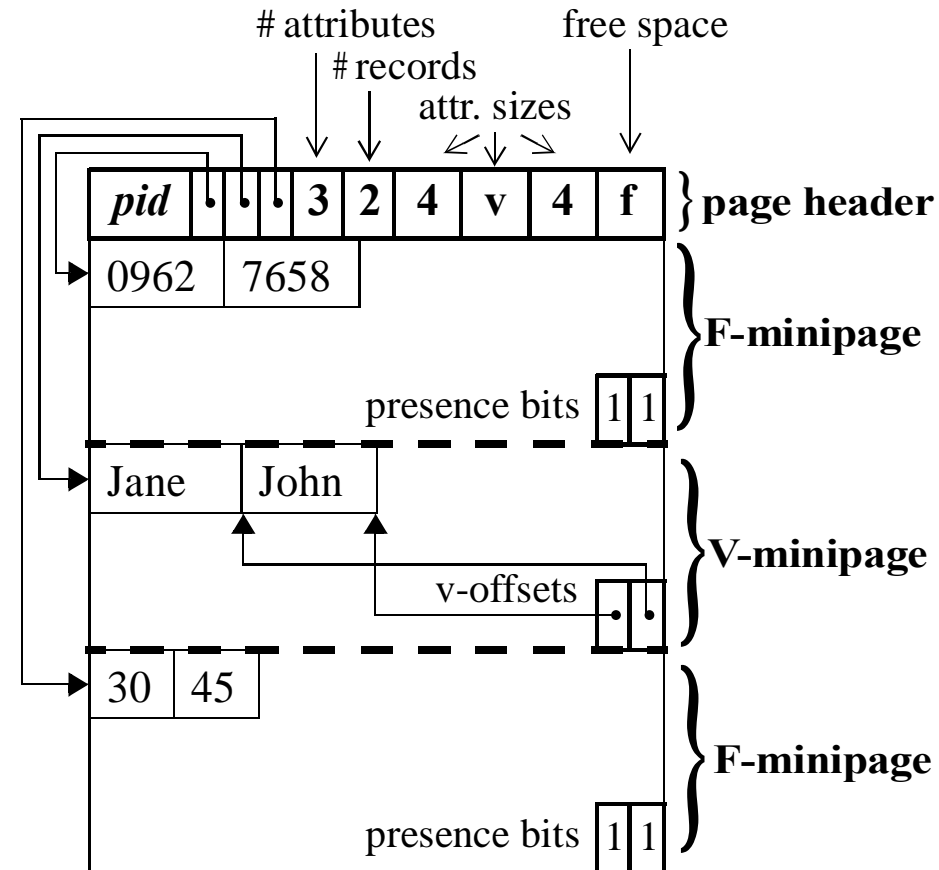 # attributes free space
# records
attr. sizes
pid 3 2 4 v 4 f page header
0962 7658
F-minipage
presence bits 1 1
Jane John
V-minipage
v-offsets
30 45
F-minipage
presence bits 1 1